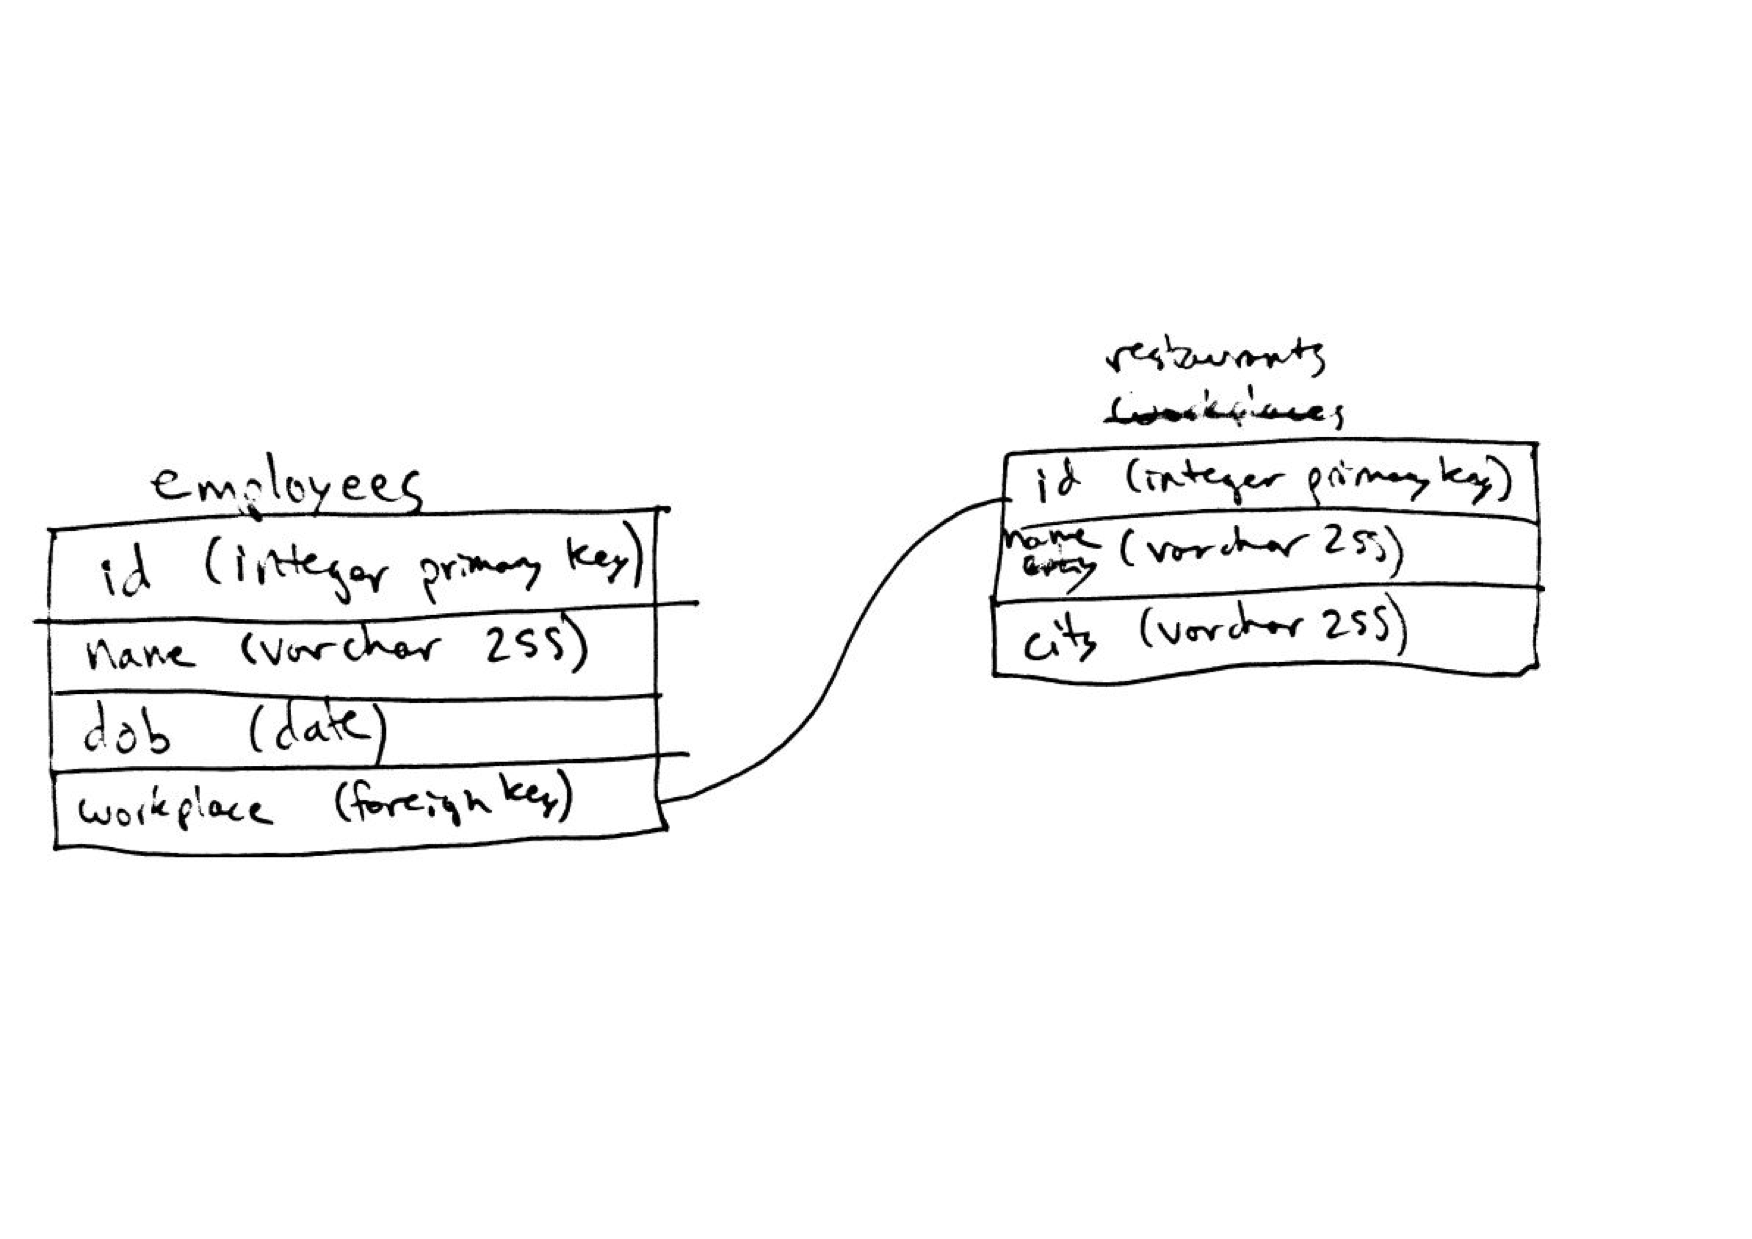 employees
id (integer primary key)
name (varchar 255)
dob (date)
workplace (foreign key)
restaurants
workplaces
id (integer primary key)
name (varchar 255)
city (varchar 255)